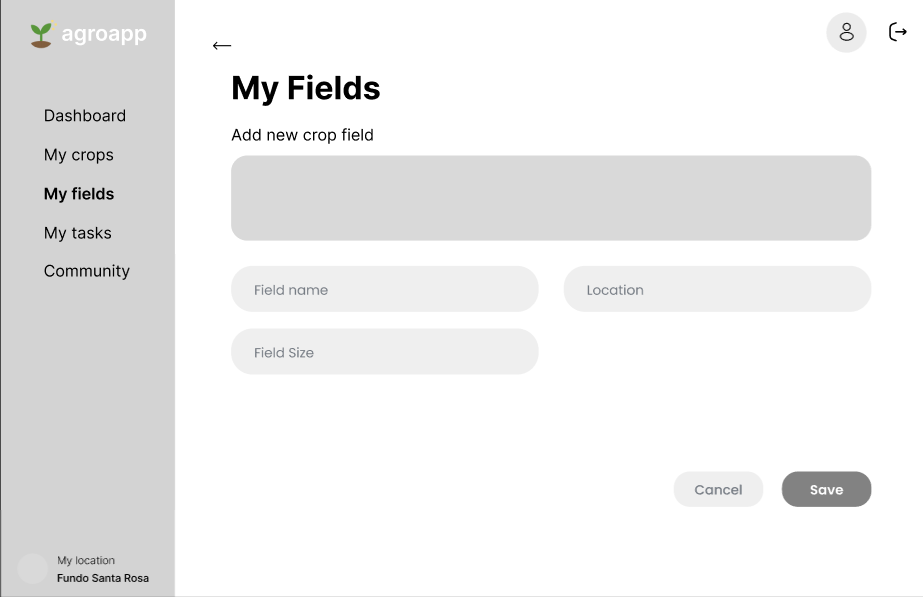 agroapp
Dashboard
My crops
My fields
My tasks
Community
My location
Fundo Santa Rosa
My Fields
Add new crop field
Field name
Location
Field Size
Cancel
Save